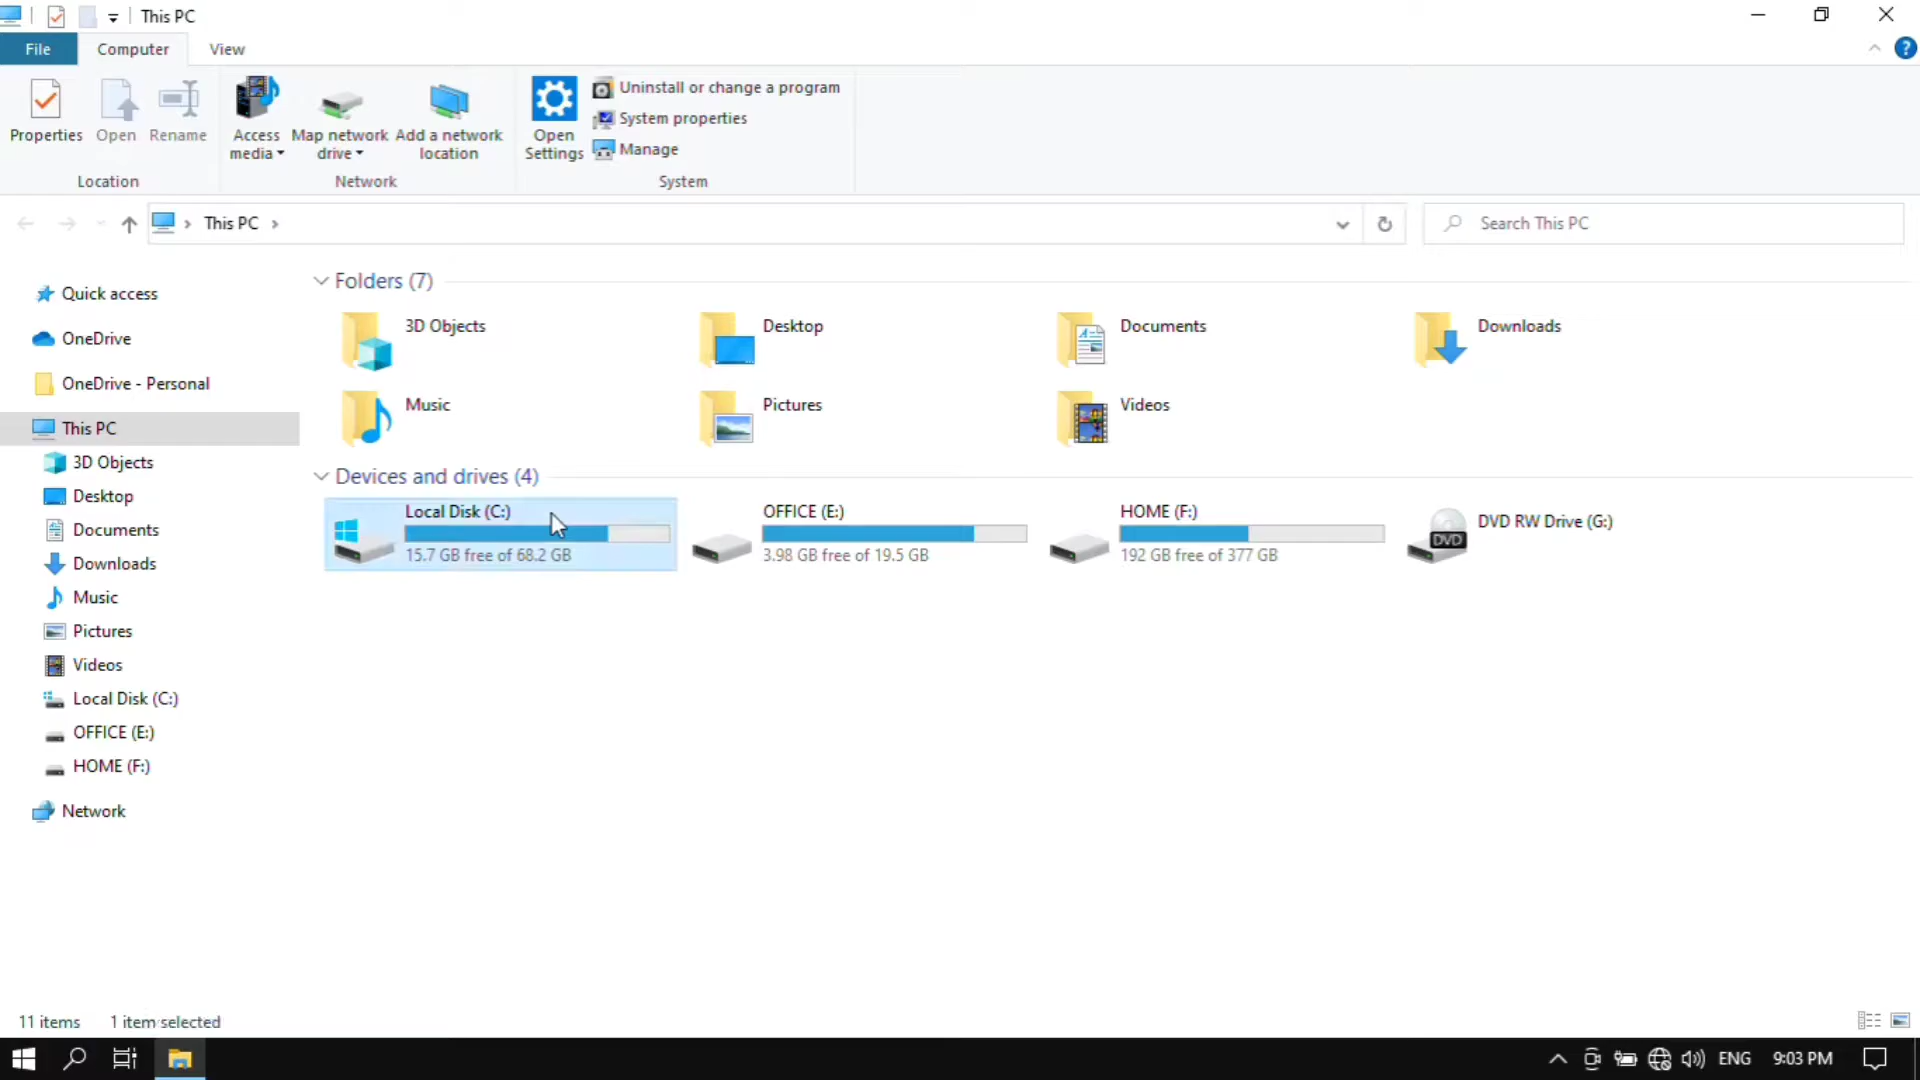 This PC
File
Computer
View
?
Properties
Open
Rename
Access
media
Map network
drive
Add a network
location
Open
Settings
Uninstall or change a program
System properties
Manage
Location
Network
System
This PC
Search This PC
Quick access
OneDrive
OneDrive - Personal
This PC
3D Objects
Desktop
Documents
Downloads
Music
Pictures
Videos
Local Disk (C:)
OFFICE (E:)
HOME (F:)
Network
Folders (7)
3D Objects
Desktop
Documents
Downloads
Music
Pictures
Videos
Devices and drives (4)
Local Disk (C:)
15.7 GB free of 68.2 GB
OFFICE (E:)
3.98 GB free of 19.5 GB
HOME (F:)
192 GB free of 377 GB
DVD
DVD RW Drive (G:)
11 items
1 item selected
ENG
9:03 PM